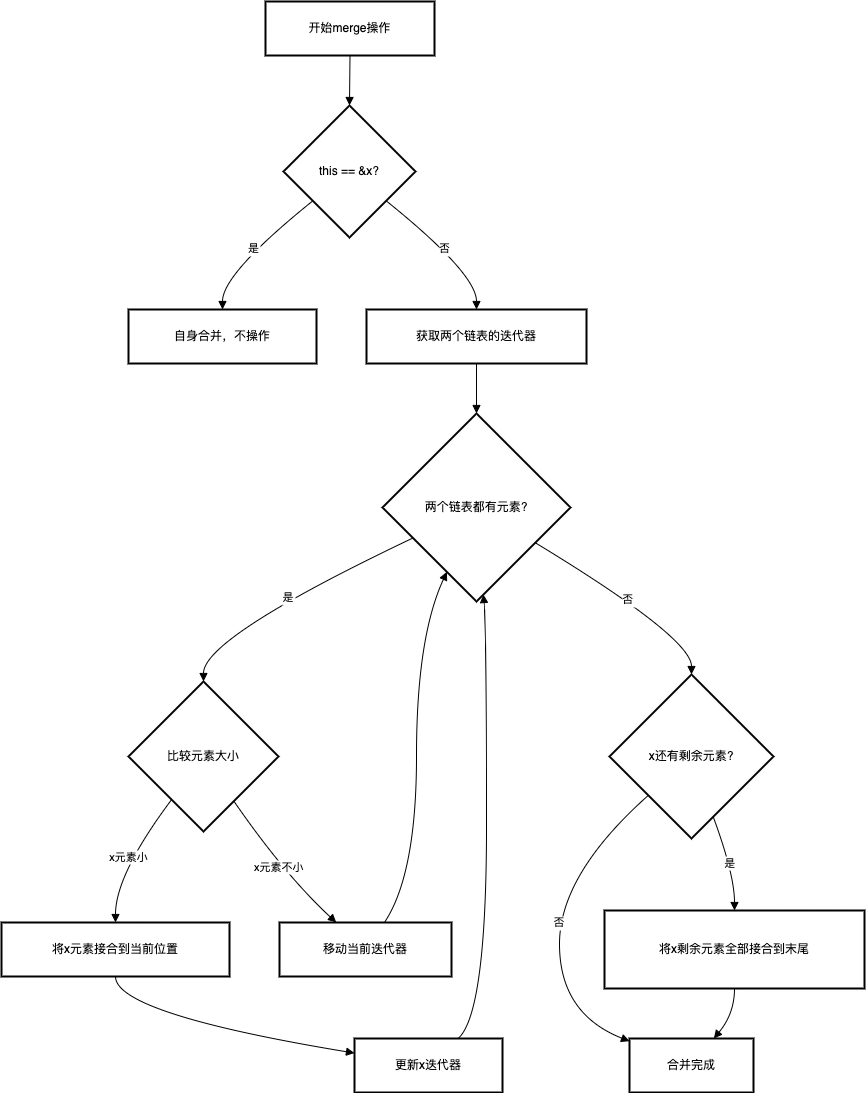 开始merge操作
this == &x?
是
否
自身合并，不操作
获取两个链表的迭代器
两个链表都有元素?
是
否
比较元素大小
x还有剩余元素?
x元素小
x元素不小
是
否
将x元素接合到当前位置
移动当前迭代器
将x剩余元素全部接合到末尾
更新x迭代器
合并完成